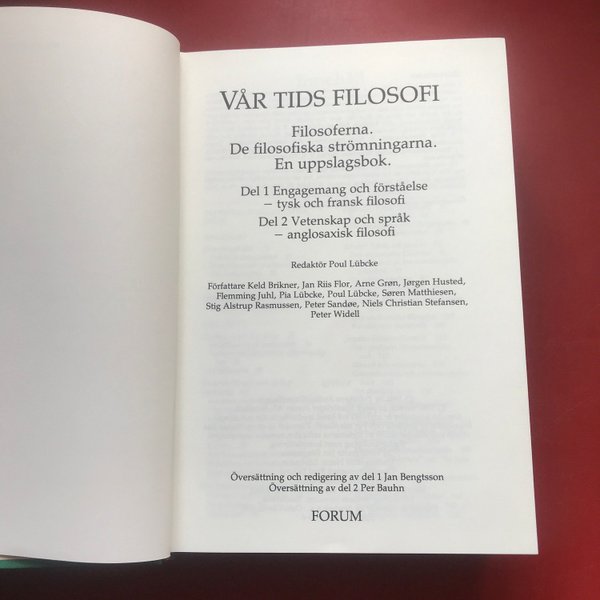 VÅR TIDS FILOSOFI
Filosoferna.
De filosofiska strömningarna.
En uppslagsbok.
Del 1 Engagemang och förståelse
– tysk och fransk filosofi
Del 2 Vetenskap och språk
– anglosaxisk filosofi
Redaktör Poul Lübcke
Författare Keld Brikner, Jan Riis Flor, Arne Grøn, Jørgen Husted,
Flemming Juhl, Pia Lübcke, Poul Lübcke, Søren Matthiesen,
Stig Alstrup Rasmussen, Peter Sandøe, Niels Christian Stefansen,
Peter Widell
Översättning och redigering av del 1 Jan Bengtsson
Översättning av del 2 Per Bauhn
FORUM